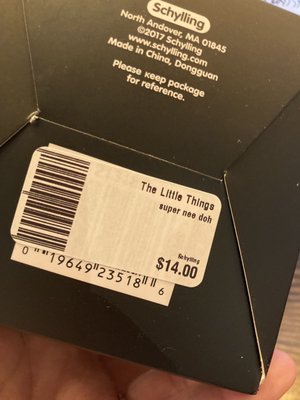 Schylling
North Andover, MA 01845
©2017 Schylling
www.schylling.com
Made in China, Dongguan
Please keep package
for reference.
The Little Things
super nee doh
Schylling
$14.00
0 19649 23518 6